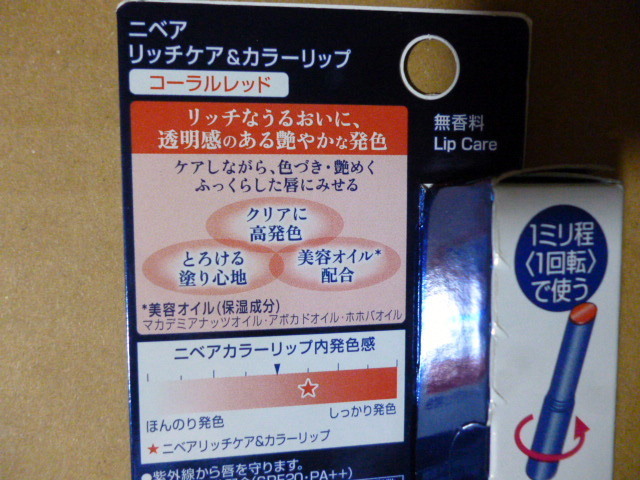 ニベア
リッチケア&カラーリップ
コーラルレッド
リッチなうるおいに、
透明感のある艶やかな発色
ケアしながら、色づき・艶めく
ふっくらした唇にみせる
クリアに
高発色
とろける
塗り心地
美容オイル*
配合
*美容オイル(保湿成分)
マカデミアナッツオイル・アボカドオイル・ホホバオイル
ニベアカラーリップ内発色感
ほんのり発色
しっかり発色
★ニベアリッチケア&カラーリップ
●紫外線から唇を守ります。
(SPF20・PA++)
無香料
Lip Care
1ミリ程
〈1回転〉
で使う